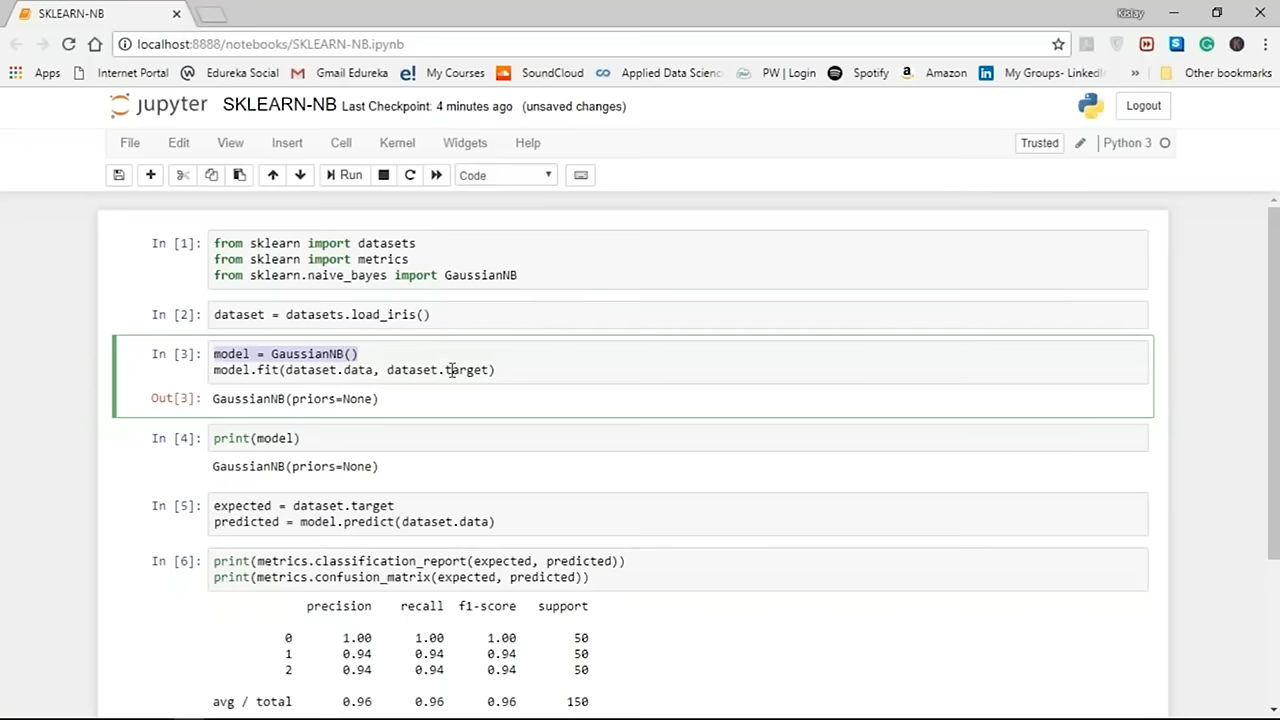 SKLEARN-NB
Kislay
localhost:8888/notebooks/SKLEARN-NB.ipynb
Apps Internet Portal Edureka Social Gmail Edureka My Courses SoundCloud Applied Data Scienc PW | Login Spotify Amazon My Groups- LinkedI » Other bookmarks
jupyter SKLEARN-NB Last Checkpoint: 4 minutes ago (unsaved changes) Logout
File Edit View Insert Cell Kernel Widgets Help Trusted Python 3
Run Code
In [1]: from sklearn import datasets
from sklearn import metrics
from sklearn.naive_bayes import GaussianNB
In [2]: dataset = datasets.load_iris()
In [3]: model = GaussianNB()
model.fit(dataset.data, dataset.target)
Out[3]: GaussianNB(priors=None)
In [4]: print(model)
GaussianNB(priors=None)
In [5]: expected = dataset.target
predicted = model.predict(dataset.data)
In [6]: print(metrics.classification_report(expected, predicted))
print(metrics.confusion_matrix(expected, predicted))
precision recall f1-score support
0 1.00 1.00 1.00 50
1 0.94 0.94 0.94 50
2 0.94 0.94 0.94 50
avg / total 0.96 0.96 0.96 150